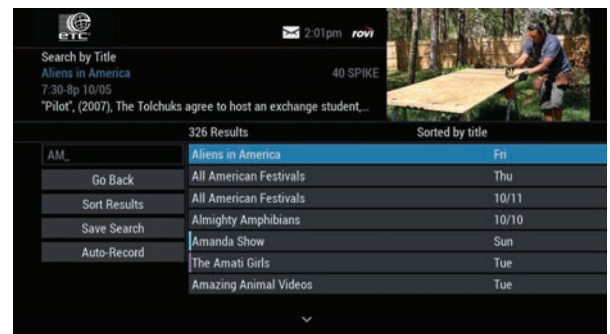 etc
2:01pm rovi
Search by Title
Aliens in America 40 SPIKE
7:30-8p 10/05
"Pilot", (2007), The Tolchuks agree to host an exchange student,...
326 Results Sorted by title
AM_
Go Back
Sort Results
Save Search
Auto-Record
Aliens in America Fri
All American Festivals Thu
All American Festivals 10/11
Almighty Amphibians 10/10
Amanda Show Sun
The Amati Girls Tue
Amazing Animal Videos Tue